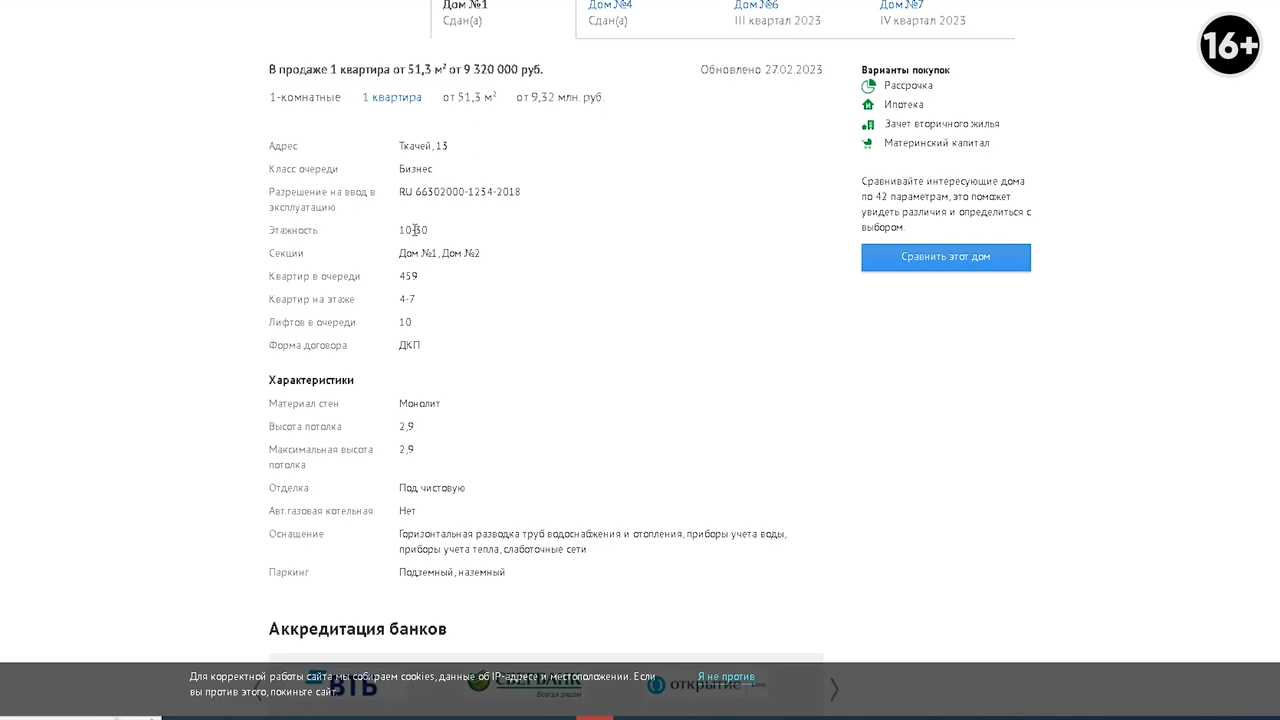 Дом №1
Дом №4
Дом №6
Дом №7
Сдан(а)
Сдан(а)
III квартал 2023
IV квартал 2023
16+
В продаже 1 квартира от 51,3 м² от 9 320 000 руб.
Обновлено 27.02.2023
1-комнатные 1 квартира от 51,3 м² от 9,32 млн. руб.
Варианты покупок
Рассрочка
Ипотека
Зачет вторичного жилья
Материнский капитал
Сравнивайте интересующие дома
по 42 параметрам, это поможет
увидеть различия и определиться с
выбором.
Сравнить этот дом
Адрес Ткачей, 13
Класс очереди Бизнес
Разрешение на ввод в RU 66302000-1234-2018
эксплуатацию
Этажность 10-30
Секции Дом №1, Дом №2
Квартир в очереди 459
Квартир на этаже 4-7
Лифтов в очереди 10
Форма договора ДКП
Характеристики
Материал стен Монолит
Высота потолка 2,9
Максимальная высота 2,9
потолка
Отделка Под чистовую
Авт.газовая котельная Нет
Оснащение Горизонтальная разводка труб водоснабжения и отопления, приборы учета воды,
приборы учета тепла, слаботочные сети
Паркинг Подземный, наземный
Аккредитация банков
Для корректной работы сайта мы собираем cookies, данные об IP-адресе и местоположении. Если
вы против этого, покиньте сайт.
Я не против
ВТБ
СБЕРБАНК
Всегда рядом
открытие